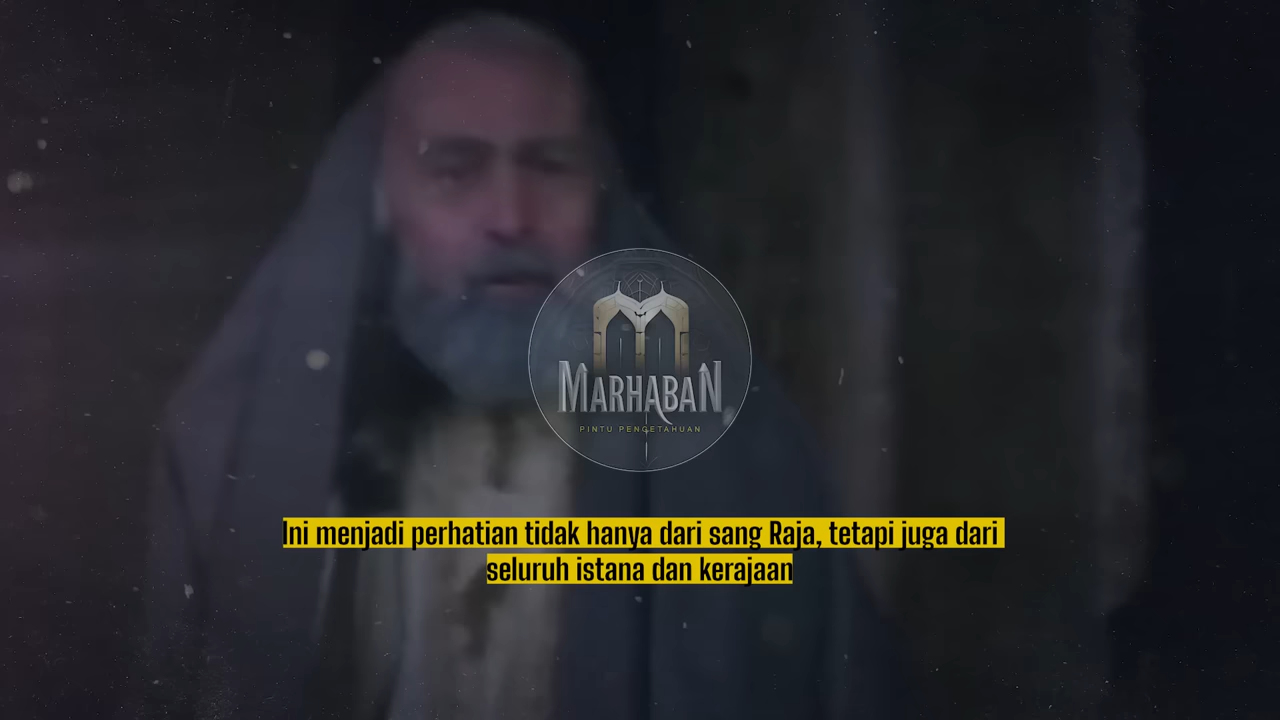 MARHABAN
PINTU PENGETAHUAN
Ini menjadi perhatian tidak hanya dari sang Raja, tetapi juga dari
seluruh istana dan kerajaan